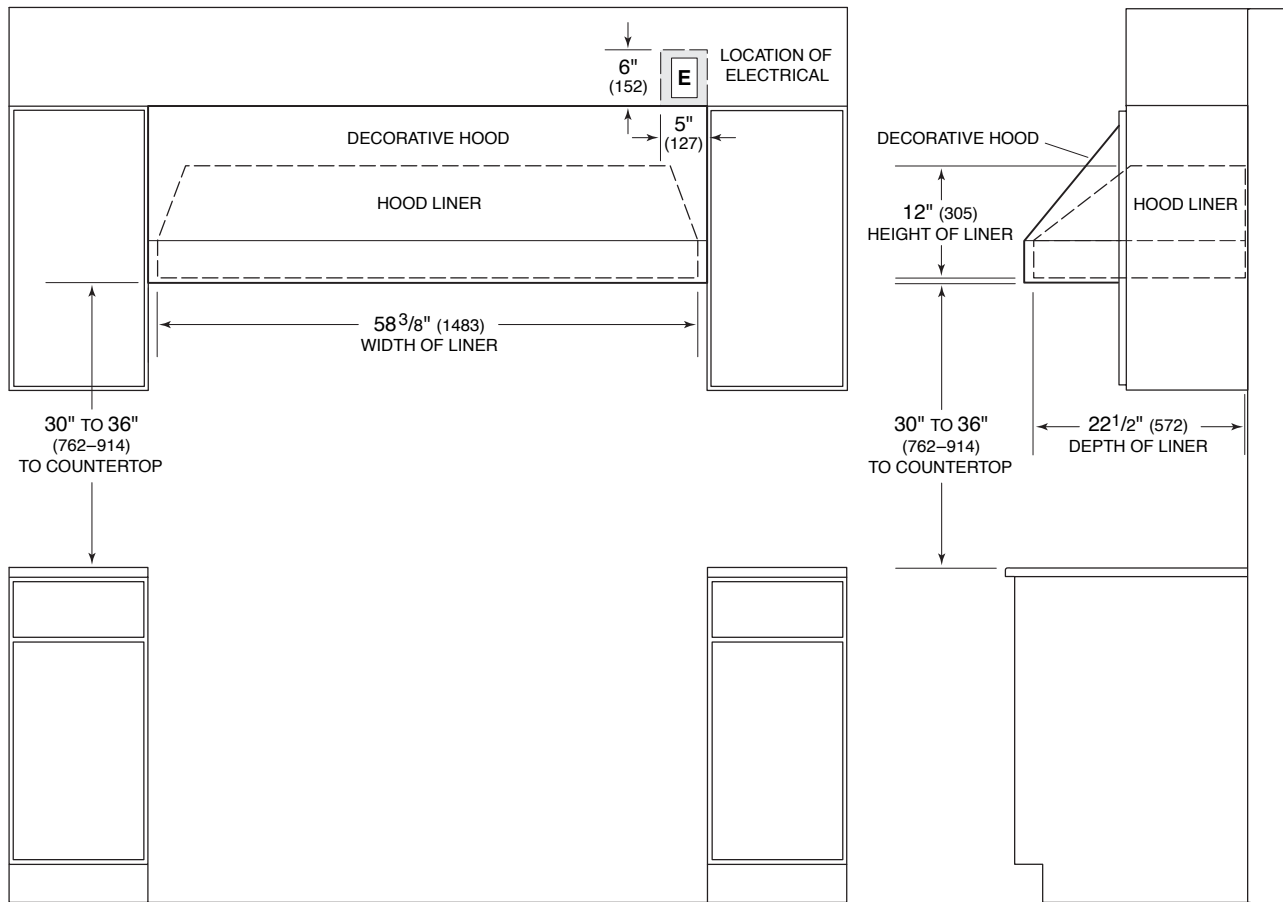 6"
(152)
E
LOCATION OF
ELECTRICAL
5"
(127)
DECORATIVE HOOD
HOOD LINER
58 3/8" (1483)
WIDTH OF LINER
30" TO 36"
(762–914)
TO COUNTERTOP
DECORATIVE HOOD
HOOD LINER
12" (305)
HEIGHT OF LINER
30" TO 36"
(762–914)
TO COUNTERTOP
22 1/2" (572)
DEPTH OF LINER